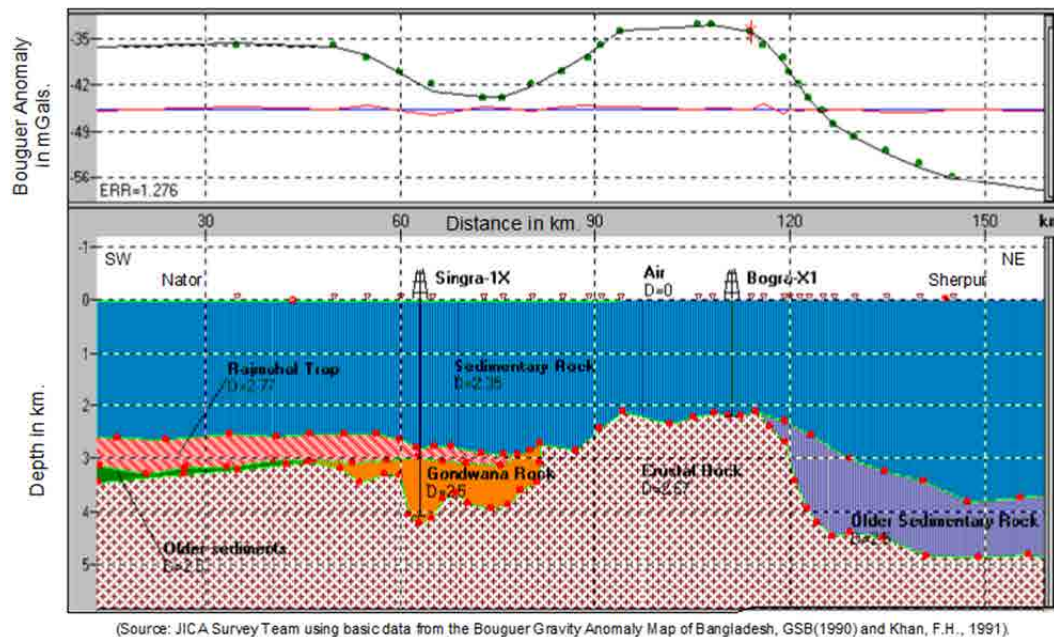 Bouguer Anomaly
in mGals.
-35
-42
-49
-56
ERR=1.276
30
60
Distance in km.
90
120
150
-1
SW
NE
Nator
Singra-1X
Air
D=0
Bogra-X1
Sherpur
0
1
2
3
4
5
Depth in km.
Rajmohol Trap
D=2.77
Sedimentary Rock
D=2.35
Gondwana Rock
Crustal Rock
D=2.67
Older Sedimentary Rock
Older sediments
(Source: JICA Survey Team using basic data from the Bouguer Gravity Anomaly Map of Bangladesh, GSB(1990) and Khan, F.H., 1991).